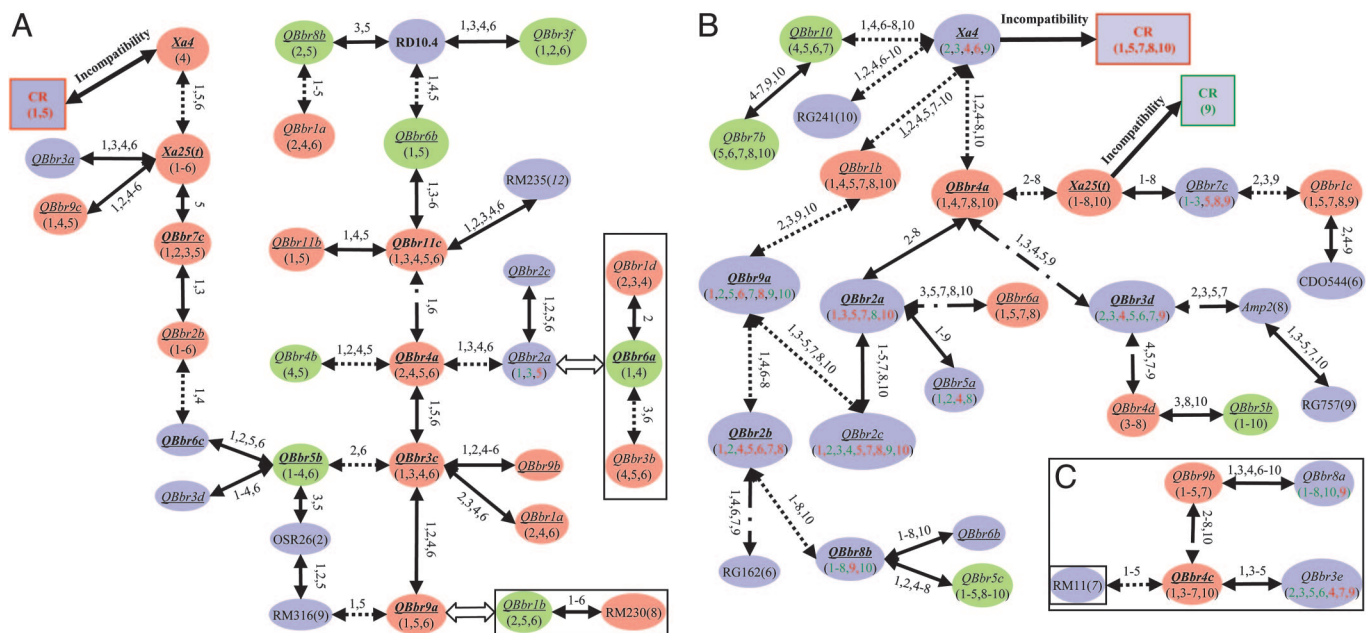 A
QBbr8b
(2,5)
3,5
RD10.4
1,3,4,6
QBbr3f
(1,2,6)
Xa4
(4)
Incompatibility
CR
(1,5)
1,5,6
1-5
1,4,5
QBbr3a
1,3,4,6
Xa25(t)
(1-6)
QBbr1a
(2,4,6)
QBbr6b
(1,5)
QBbr9c
(1,4,5)
1,2,4-6
5
1,3-6
RM235(12)
1,2,3,4,6
QBbr7c
(1,2,3,5)
QBbr11b
(1,5)
1,4,5
QBbr11c
(1,3,4,5,6)
QBbr2c
QBbr1d
(2,3,4)
1,3
1,6
1,2,5,6
2
QBbr2b
(1-6)
QBbr4b
(4,5)
1,2,4,5
QBbr4a
(2,4,5,6)
1,3,4,6
QBbr2a
(1,3,5)
QBbr6a
(1,4)
1,4
1,5,6
3,6
QBbr6c
1,2,5,6
QBbr5b
(1-4,6)
2,6
QBbr3c
(1,3,4,6)
1,2,4-6
QBbr9b
QBbr3b
(4,5,6)
QBbr3d
1-4,6
3,5
2,3,4,6
QBbr1a
(2,4,6)
OSR26(2)
1,2,4,6
1,2,5
RM316(9)
1,5
QBbr9a
(1,5,6)
QBbr1b
(2,5,6)
1-6
RM230(8)
B
QBbr10
(4,5,6,7)
1,4,6-8,10
Xa4
(2,3,4,6,9)
Incompatibility
CR
(1,5,7,8,10)
4-7,9,10
1,2,4,6-10
RG241(10)
1,2,4,5,7-10
1,2,4-8,10
CR
(9)
Incompatibility
QBbr7b
(5,6,7,8,10)
QBbr1b
(1,4,5,7,8,10)
QBbr4a
(1,4,7,8,10)
2-8
Xa25(t)
(1-8,10)
1-8
QBbr7c
(1-3,5,8,9)
2,3,9
QBbr1c
(1,5,7,8,9)
2,3,9,10
2-8
1,3,4,5,9
2,4-9
CDO544(6)
QBbr9a
(1,2,5,6,7,8,9,10)
QBbr2a
(1,3,5,7,8,10)
3,5,7,8,10
QBbr6a
(1,5,7,8)
QBbr3d
(2,3,4,5,6,7,9)
2,3,5,7
Amp2(8)
1,4,6-8
1,3-5,7,8,10
1-5,7,8,10
1-9
QBbr5a
(1,2,4,8)
4,5,7-9
1,3-5,7,10
RG757(9)
QBbr4d
(3-8)
3,8,10
QBbr5b
(1-10)
QBbr2b
(1,2,4,5,6,7,8)
QBbr2c
(1,2,3,4,5,7,8,9,10)
1,4,6,7,9
1-8,10
RG162(6)
QBbr8b
(1-8,9,10)
1-8,10
QBbr6b
1,2,4-8
QBbr5c
(1-5,8-10)
C
QBbr9b
(1-5,7)
1,3,4,6-10
QBbr8a
(1-8,10,9)
2-8,10
RM11(7)
1-5
QBbr4c
(1,3-7,10)
1,3-5
QBbr3e
(2,3,5,6,4,7,9)